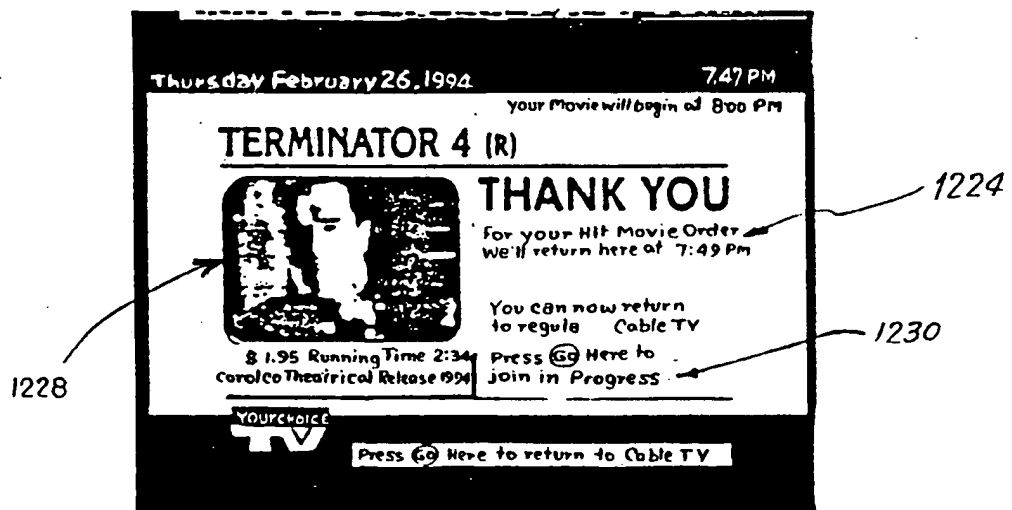 Thursday February 26, 1994 7:47 PM
your Movie will begin at 8:00 PM
TERMINATOR 4 (R)
THANK YOU
1224
For your Hit Movie Order
We'll return here at 7:49 PM
You can now return
to regula Cable TV
1230
$ 1.95 Running Time 2:34
Carolco Theatrical Release 1994
Press GO Here to
join in Progress
1228
YOUR CHOICE
TV
Press GO Here to return to Cable TV